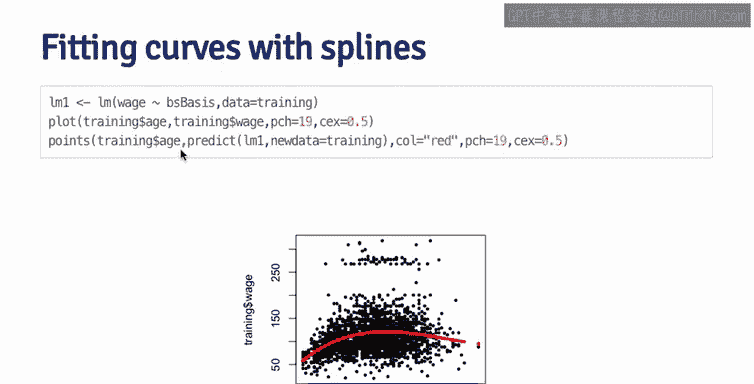 Fitting curves with splines
lm1 <- lm(wage ~ bsBasis,data=training)
plot(training$age,training$wage,pch=19,cex=0.5)
points(training$age,predict(lm1,newdata=training),col="red",pch=19,cex=0.5)
training$wage
250
150
50